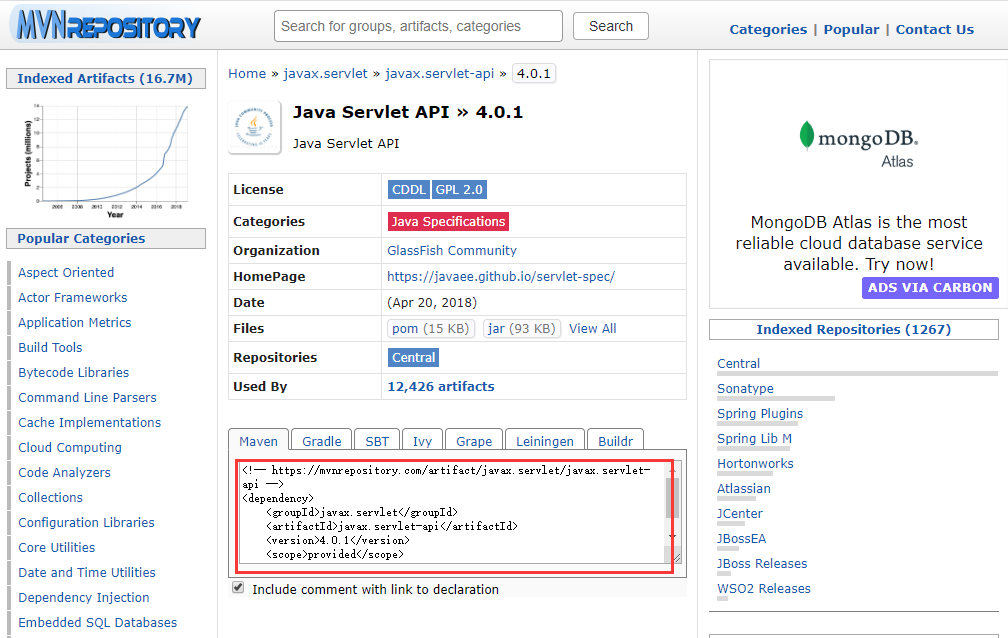 MVNREPOSITORY
Search for groups, artifacts, categories
Search
Categories | Popular | Contact Us
Indexed Artifacts (16.7M)
Projects (millions)
14
12
10
8
6
4
2
0
2006 2008 2010 2012 2014 2016 2018
Year
Popular Categories
Aspect Oriented
Actor Frameworks
Application Metrics
Build Tools
Bytecode Libraries
Command Line Parsers
Cache Implementations
Cloud Computing
Code Analyzers
Collections
Configuration Libraries
Core Utilities
Date and Time Utilities
Dependency Injection
Embedded SQL Databases
Home » javax.servlet » javax.servlet-api » 4.0.1
Java Servlet API » 4.0.1
Java Servlet API
License CDDL GPL 2.0
Categories Java Specifications
Organization GlassFish Community
HomePage https://javaee.github.io/servlet-spec/
Date (Apr 20, 2018)
Files pom (15 KB) jar (93 KB) View All
Repositories Central
Used By 12,426 artifacts
Maven Gradle SBT Ivy Grape Leiningen Buildr
<!-- https://mvnrepository.com/artifact/javax.servlet/javax.servlet-
api -->
<dependency>
<groupId>javax.servlet</groupId>
<artifactId>javax.servlet-api</artifactId>
<version>4.0.1</version>
<scope>provided</scope>
Include comment with link to declaration
mongoDB.
Atlas
MongoDB Atlas is the most
reliable cloud database service
available. Try now!
ADS VIA CARBON
Indexed Repositories (1267)
Central
Sonatype
Spring Plugins
Spring Lib M
Hortonworks
Atlassian
JCenter
JBossEA
JBoss Releases
WSO2 Releases